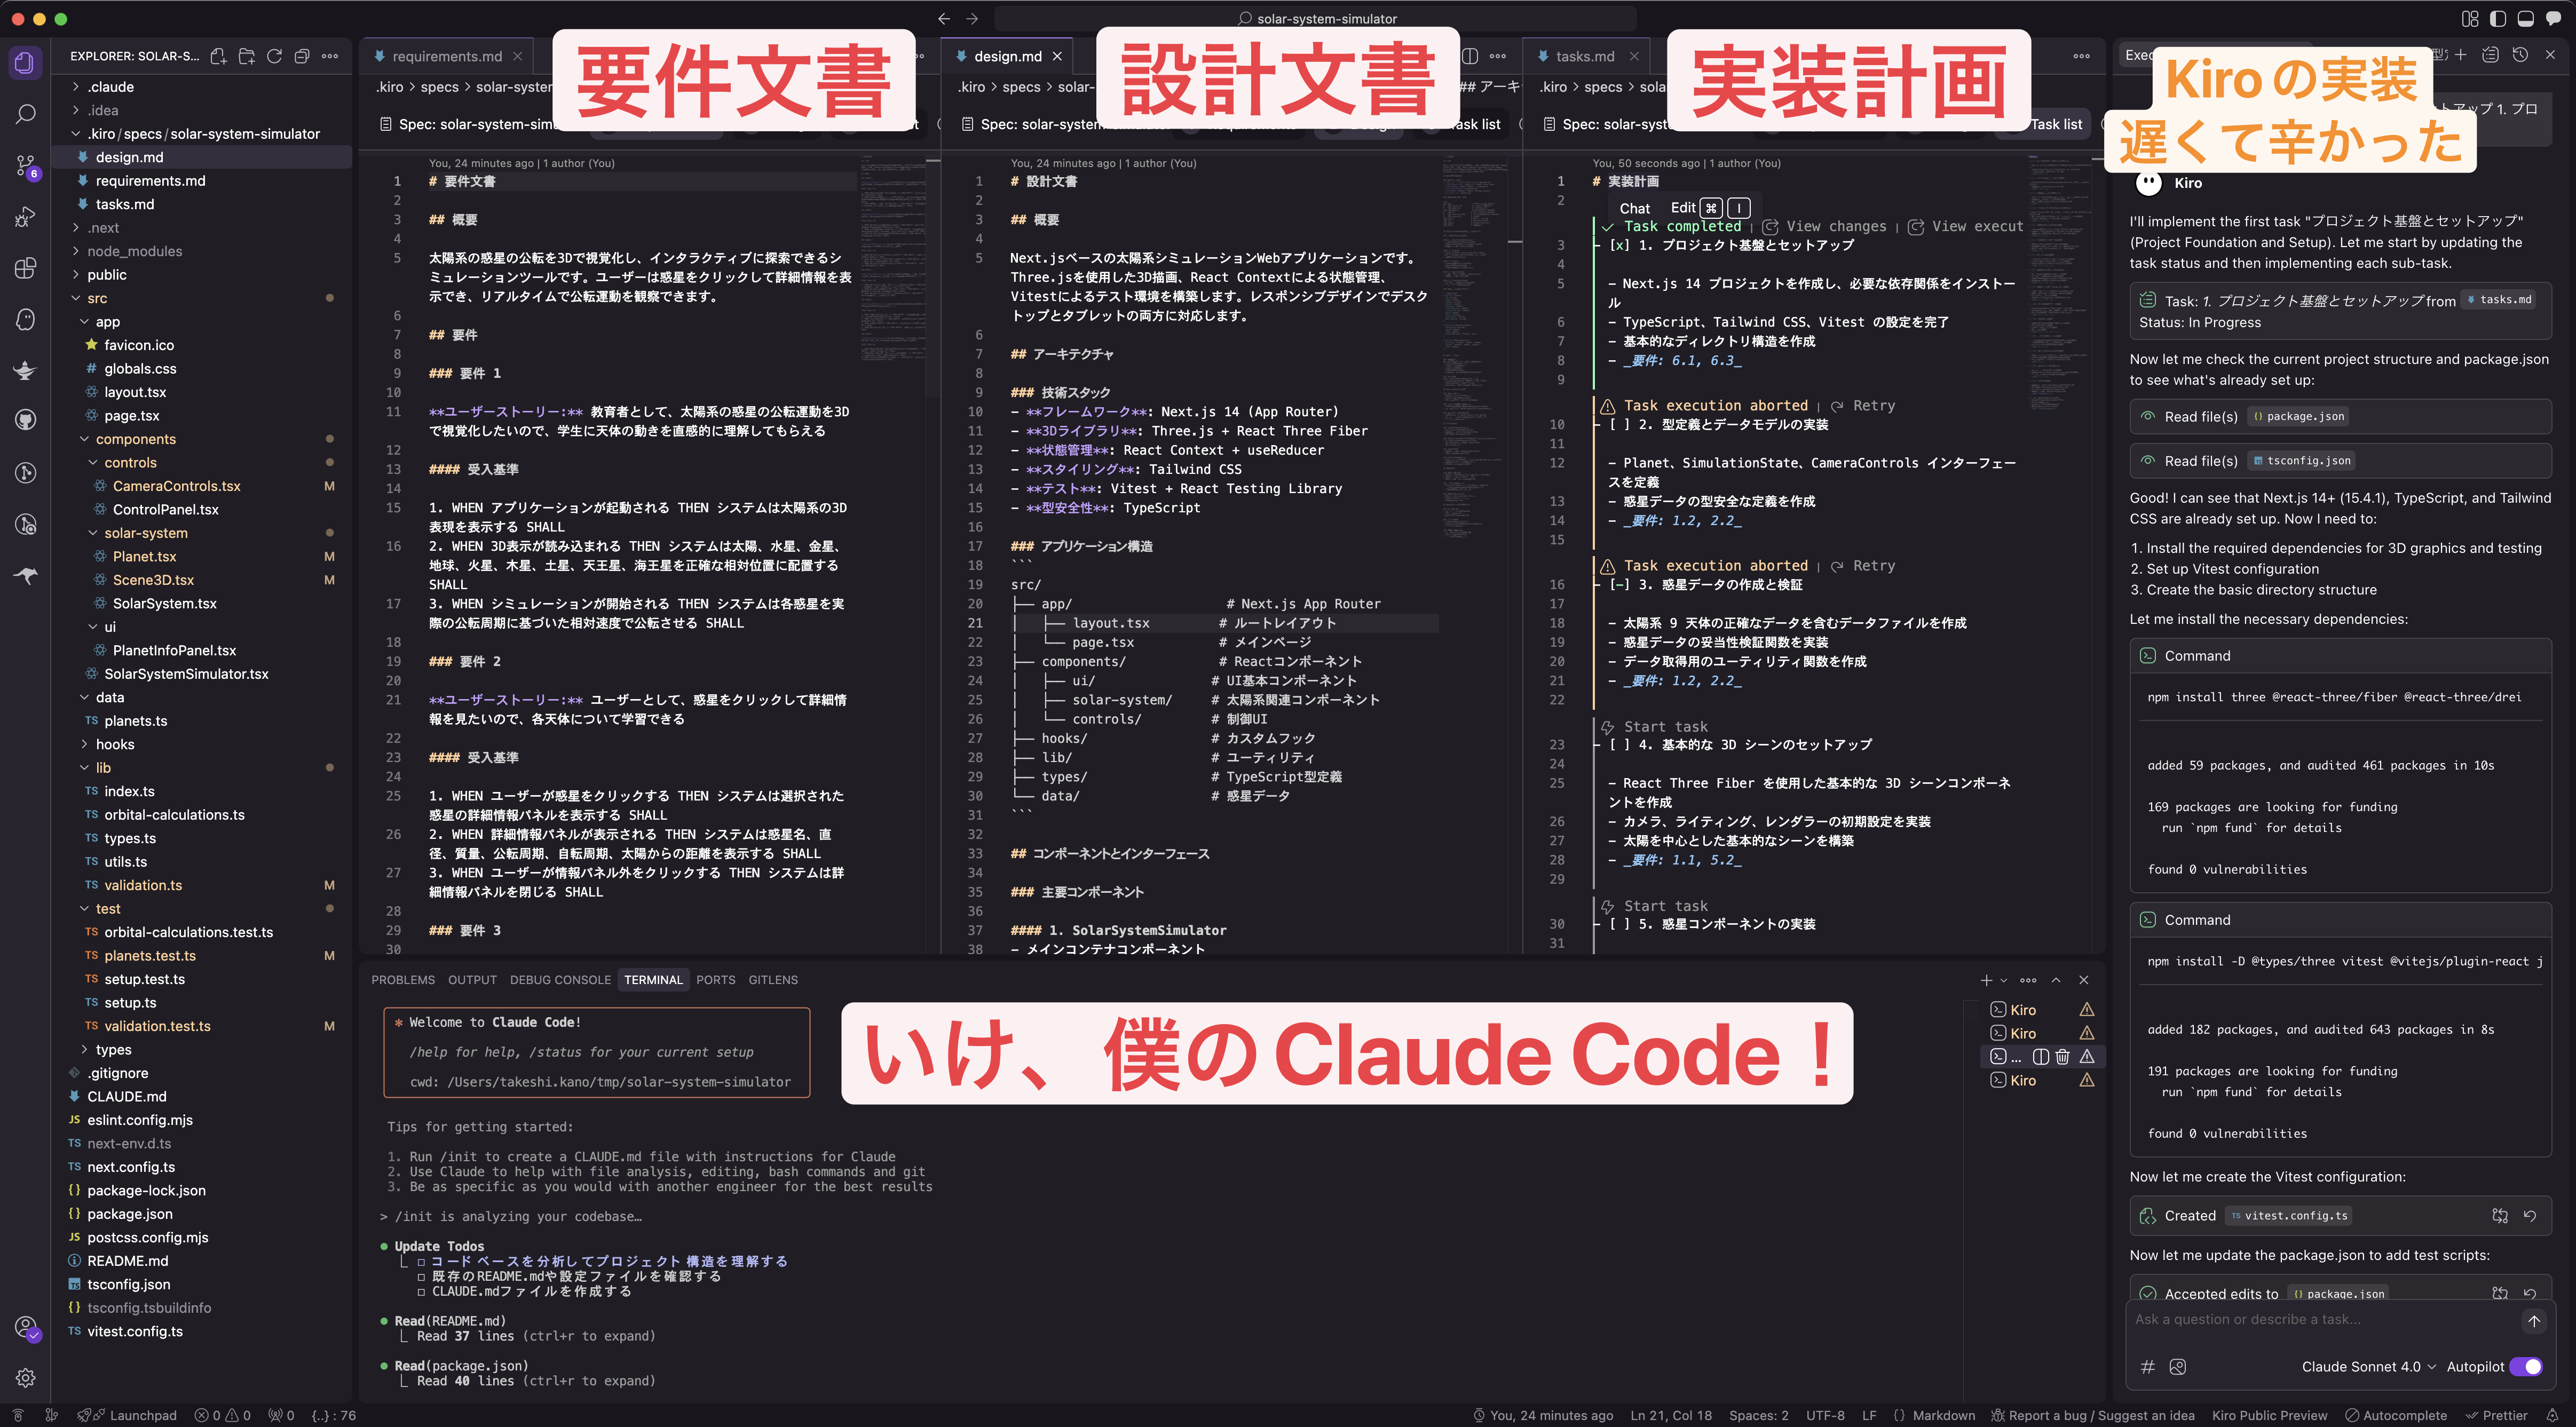 solar-system-simulator
EXPLORER: SOLAR-S...
.claude
.idea
.kiro/specs/solar-system-simulator
design.md
requirements.md
tasks.md
.next
node_modules
public
src
app
favicon.ico
globals.css
layout.tsx
page.tsx
components
controls
CameraControls.tsx M
ControlPanel.tsx
solar-system
Planet.tsx M
Scene3D.tsx M
SolarSystem.tsx
ui
PlanetInfoPanel.tsx
SolarSystemSimulator.tsx
data
planets.ts
hooks
lib
index.ts
orbital-calculations.ts
types.ts
utils.ts
validation.ts M
test
orbital-calculations.test.ts
planets.test.ts M
setup.test.ts
setup.ts
validation.test.ts M
types
.gitignore
CLAUDE.md
eslint.config.mjs
next-env.d.ts
next.config.ts
package-lock.json
package.json
postcss.config.mjs
README.md
tsconfig.json
tsconfig.tsbuildinfo
vitest.config.ts
6
requirements.md
要件文書
.kiro > specs > solar-system
Spec: solar-system-simu
You, 24 minutes ago | 1 author (You)
1 # 要件文書
2
3 ## 概要
4
5 太陽系の惑星の公転を3Dで視覚化し、インタラクティブに探索できるシ
ミュレーションツールです。ユーザーは惑星をクリックして詳細情報を表
示でき、リアルタイムで公転運動を観察できます。
6
7 ## 要件
8
9 ### 要件 1
10
11 **ユーザーストーリー:** 教育者として、太陽系の惑星の公転運動を3D
で視覚化したいので、学生に天体の動きを直感的に理解してもらえる
12
13 #### 受入基準
14
15 1. WHEN アプリケーションが起動される THEN システムは太陽系の3D
表現を表示する SHALL
16 2. WHEN 3D表示が読み込まれる THEN システムは太陽、水星、金星、
地球、火星、木星、土星、天王星、海王星を正確な相対位置に配置する
SHALL
17 3. WHEN シミュレーションが開始される THEN システムは各惑星を実
際の公転周期に基づいた相対速度で公転させる SHALL
18
19 ### 要件 2
20
21 **ユーザーストーリー:** ユーザーとして、惑星をクリックして詳細情
報を見たいので、各天体について学習できる
22
23 #### 受入基準
24
25 1. WHEN ユーザーが惑星をクリックする THEN システムは選択された
惑星の詳細情報パネルを表示する SHALL
26 2. WHEN 詳細情報パネルが表示される THEN システムは惑星名、直
径、質量、公転周期、自転周期、太陽からの距離を表示する SHALL
27 3. WHEN ユーザーが情報パネル外をクリックする THEN システムは詳
細情報パネルを閉じる SHALL
28
29 ### 要件 3
30
design.md
設計文書
.kiro > specs > solar- ## アーキ
Spec: solar-system ask list
You, 24 minutes ago | 1 author (You)
1 # 設計文書
2
3 ## 概要
4
5 Next.jsベースの太陽系シミュレーションWebアプリケーションです。
Three.jsを使用した3D描画、React Contextによる状態管理、
Vitestによるテスト環境を構築します。レスポンシブデザインでデスク
トップとタブレットの両方に対応します。
6
7 ## アーキテクチャ
8
9 ### 技術スタック
10 - **フレームワーク**: Next.js 14 (App Router)
11 - **3Dライブラリ**: Three.js + React Three Fiber
12 - **状態管理**: React Context + useReducer
13 - **スタイリング**: Tailwind CSS
14 - **テスト**: Vitest + React Testing Library
15 - **型安全性**: TypeScript
16
17 ### アプリケーション構造
18 ```
19 src/
20 ├── app/ # Next.js App Router
21 │ ├── layout.tsx # ルートレイアウト
22 │ └── page.tsx # メインページ
23 ├── components/ # Reactコンポーネント
24 │ ├── ui/ # UI基本コンポーネント
25 │ ├── solar-system/ # 太陽系関連コンポーネント
26 │ └── controls/ # 制御UI
27 ├── hooks/ # カスタムフック
28 ├── lib/ # ユーティリティ
29 ├── types/ # TypeScript型定義
30 └── data/ # 惑星データ
31 ```
32
33 ## コンポーネントとインターフェース
34
35 ### 主要コンポーネント
36
37 #### 1. SolarSystemSimulator
38 - メインコンテナコンポーネント
tasks.md
実装計画
.kiro > specs > sola
Spec: solar-syst Task list
You, 50 seconds ago | 1 author (You)
1 # 実装計画
2
Chat Edit ⌘ I
Task completed | View changes | View execut
3 - [x] 1. プロジェクト基盤とセットアップ
4
5 - Next.js 14 プロジェクトを作成し、必要な依存関係をインストー
ル
6 - TypeScript、Tailwind CSS、Vitest の設定を完了
7 - 基本的なディレクトリ構造を作成
8 - _要件: 6.1, 6.3_
9
Task execution aborted | Retry
10 - [ ] 2. 型定義とデータモデルの実装
11
12 - Planet、SimulationState、CameraControls インターフェー
スを定義
13 - 惑星データの型安全な定義を作成
14 - _要件: 1.2, 2.2_
15
Task execution aborted | Retry
16 - [-] 3. 惑星データの作成と検証
17
18 - 太陽系 9 天体の正確なデータを含むデータファイルを作成
19 - 惑星データの妥当性検証関数を実装
20 - データ取得用のユーティリティ関数を作成
21 - _要件: 1.2, 2.2_
22
Start task
23 - [ ] 4. 基本的な 3D シーンのセットアップ
24
25 - React Three Fiber を使用した基本的な 3D シーンコンポーネ
ントを作成
26 - カメラ、ライティング、レンダラーの初期設定を実装
27 - 太陽を中心とした基本的なシーンを構築
28 - _要件: 1.1, 5.2_
29
Start task
30 - [ ] 5. 惑星コンポーネントの実装
31
PROBLEMS OUTPUT DEBUG CONSOLE TERMINAL PORTS GITLENS
* Welcome to Claude Code!
/help for help, /status for your current setup
cwd: /Users/takeshi.kano/tmp/solar-system-simulator
いけ、僕の Claude Code！
Tips for getting started:
1. Run /init to create a CLAUDE.md file with instructions for Claude
2. Use Claude to help with file analysis, editing, bash commands and git
3. Be as specific as you would with another engineer for the best results
> /init is analyzing your codebase…
Update Todos
コードベースを分析してプロジェクト構造を理解する
既存のREADME.mdや設定ファイルを確認する
CLAUDE.mdファイルを作成する
Read(README.md)
Read 37 lines (ctrl+r to expand)
Read(package.json)
Read 40 lines (ctrl+r to expand)
Kiro
Kiro
...
Kiro
Exec
Kiro の実装
遅くて辛かった
トアップ 1. プロ
Kiro
I'll implement the first task "プロジェクト基盤とセットアップ"
(Project Foundation and Setup). Let me start by updating the
task status and then implementing each sub-task.
Task: 1. プロジェクト基盤とセットアップ from tasks.md
Status: In Progress
Now let me check the current project structure and package.json
to see what's already set up:
Read file(s) package.json
Read file(s) tsconfig.json
Good! I can see that Next.js 14+ (15.4.1), TypeScript, and Tailwind
CSS are already set up. Now I need to:
1. Install the required dependencies for 3D graphics and testing
2. Set up Vitest configuration
3. Create the basic directory structure
Let me install the necessary dependencies:
Command
npm install three @react-three/fiber @react-three/drei
added 59 packages, and audited 461 packages in 10s
169 packages are looking for funding
run `npm fund` for details
found 0 vulnerabilities
Command
npm install -D @types/three vitest @vitejs/plugin-react j
added 182 packages, and audited 643 packages in 8s
191 packages are looking for funding
run `npm fund` for details
found 0 vulnerabilities
Now let me create the Vitest configuration:
Created vitest.config.ts
Now let me update the package.json to add test scripts:
Accepted edits to package.json
Ask a question or describe a task...
Claude Sonnet 4.0 Autopilot
Launchpad 0 0 0 {..} : 76
You, 24 minutes ago Ln 21, Col 18 Spaces: 2 UTF-8 LF Markdown Report a bug / Suggest an idea Kiro Public Preview Autocomplete Prettier